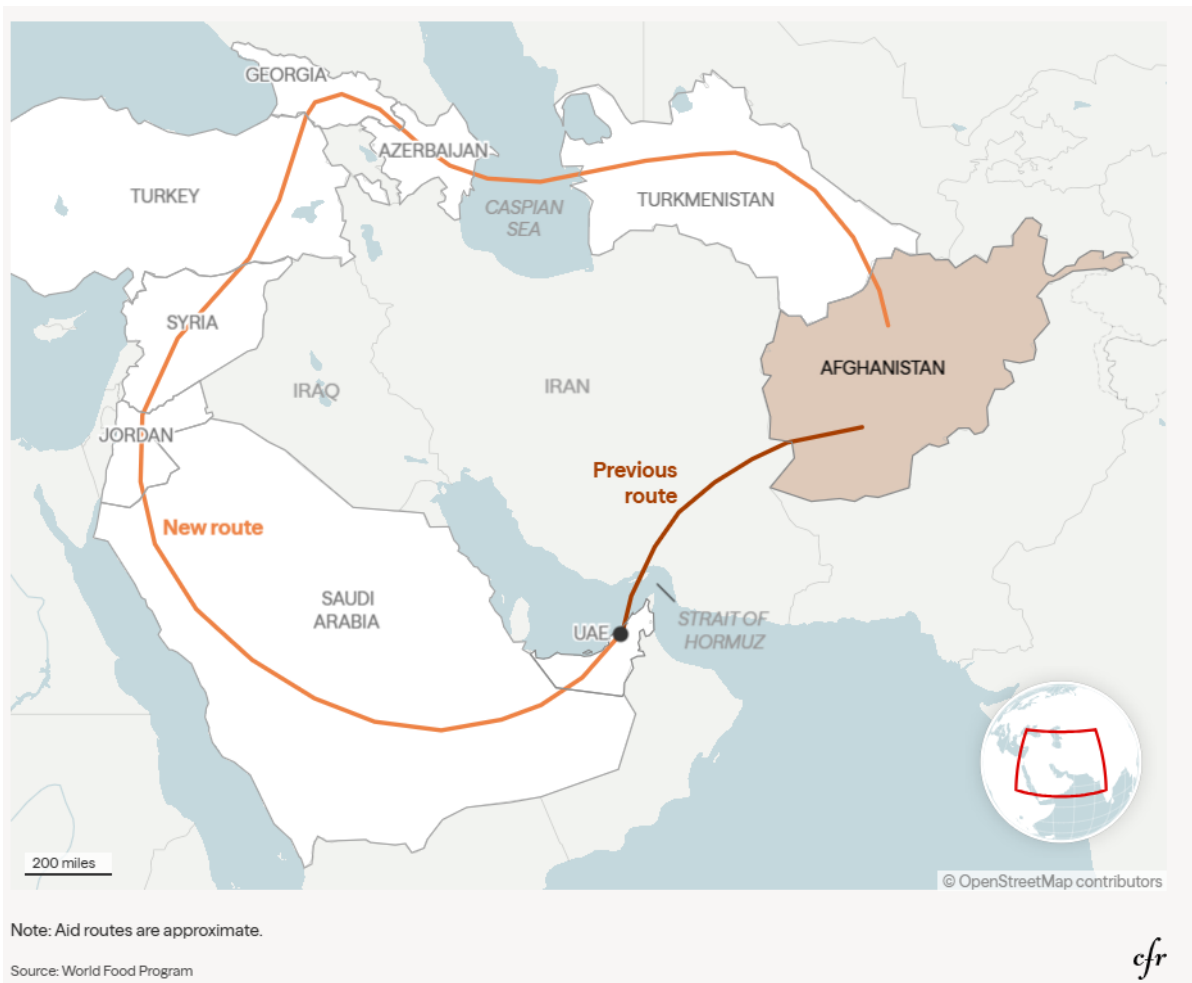 GEORGIA
AZERBAIJAN
TURKEY
CASPIAN
SEA
TURKMENISTAN
SYRIA
AFGHANISTAN
IRAQ
IRAN
JORDAN
Previous
route
New route
SAUDI
ARABIA
UAE
STRAIT OF
HORMUZ
200 miles
© OpenStreetMap contributors
Note: Aid routes are approximate.
Source: World Food Program
cfr